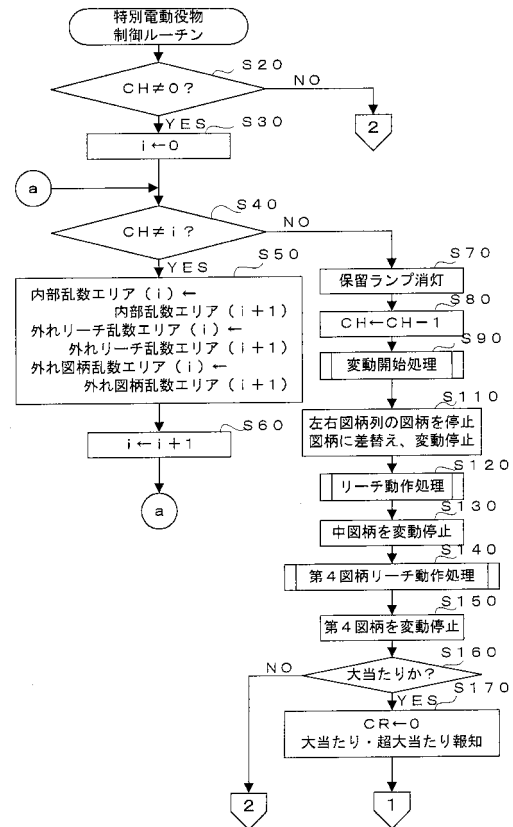 特別電動役物
制御ルーチン
S20
CH≠0?
NO
2
YES
S30
i←0
a
S40
CH≠i?
NO
YES
S50
内部乱数エリア(i)←
内部乱数エリア(i+1)
外れリーチ乱数エリア(i)←
外れリーチ乱数エリア(i+1)
外れ図柄乱数エリア(i)←
外れ図柄乱数エリア(i+1)
S60
i←i+1
a
S70
保留ランプ消灯
S80
CH←CH-1
S90
変動開始処理
S110
左右図柄列の図柄を停止
図柄に差替え、変動停止
S120
リーチ動作処理
S130
中図柄を変動停止
S140
第4図柄リーチ動作処理
S150
第4図柄を変動停止
S160
大当たりか?
NO
YES
S170
CR←0
大当たり・超大当たり報知
2
1